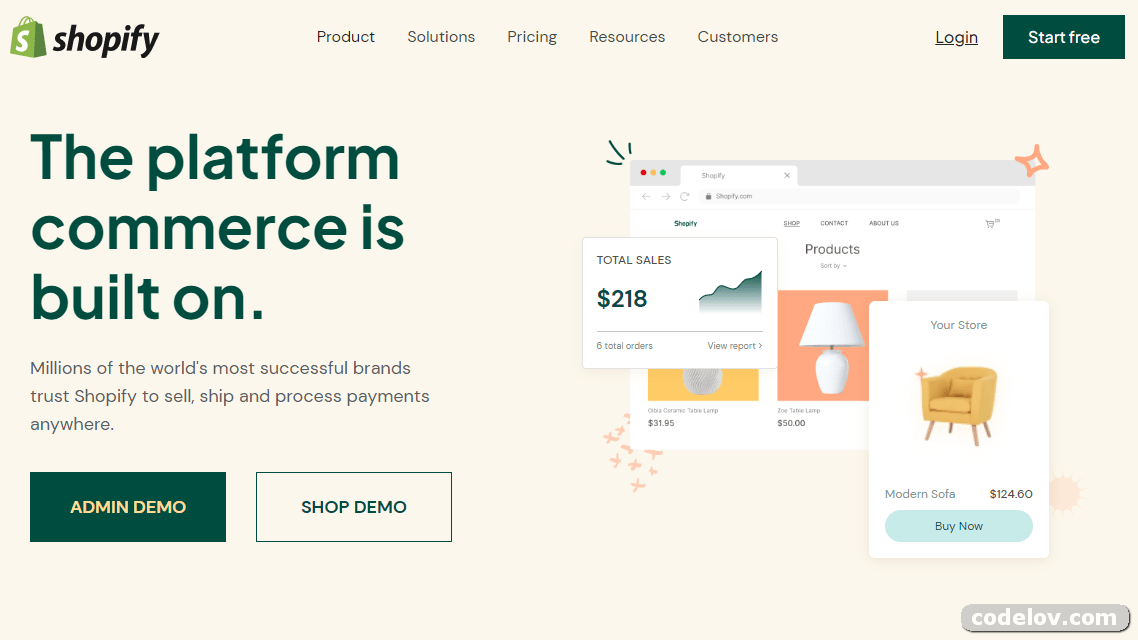 shopify
Product Solutions Pricing Resources Customers
Login
Start free
The platform
commerce is
built on.
Millions of the world's most successful brands
trust Shopify to sell, ship and process payments
anywhere.
ADMIN DEMO
SHOP DEMO
Shopify
Shopify.com
Shopify
SHOP CONTACT ABOUT US
Products
Sort by
TOTAL SALES
$218
6 total orders
View report >
Olbia Ceramic Table Lamp
$31.95
Zoe Table Lamp
$50.00
Your Store
Modern Sofa $124.60
Buy Now
codelov.com